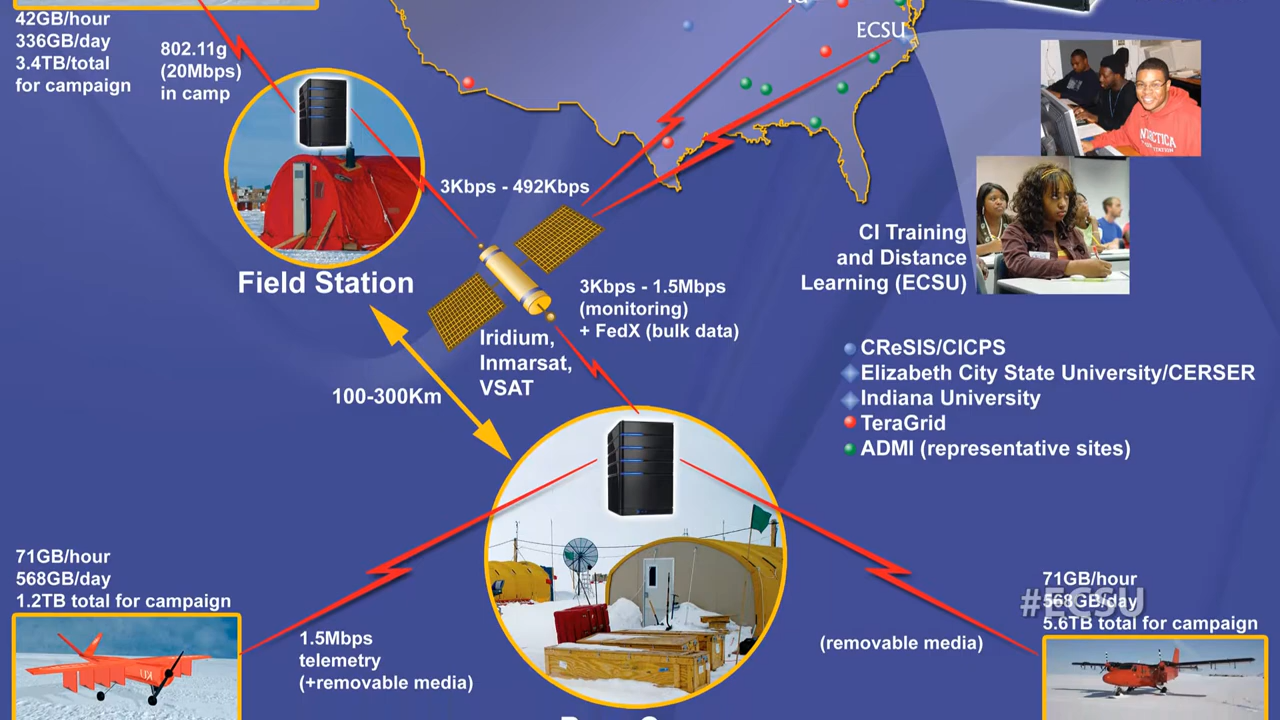 42GB/hour
336GB/day
3.4TB/total
for campaign
802.11g
(20Mbps)
in camp
ECSU
3Kbps - 492Kbps
Field Station
CI Training
and Distance
Learning (ECSU)
3Kbps - 1.5Mbps
(monitoring)
+ FedX (bulk data)
Iridium,
Inmarsat,
VSAT
100-300Km
CReSIS/CICPS
Elizabeth City State University/CERSER
Indiana University
TeraGrid
ADMI (representative sites)
71GB/hour
568GB/day
1.2TB total for campaign
1.5Mbps
telemetry
(+removable media)
(removable media)
71GB/hour
568GB/day
5.6TB total for campaign
#ECSU